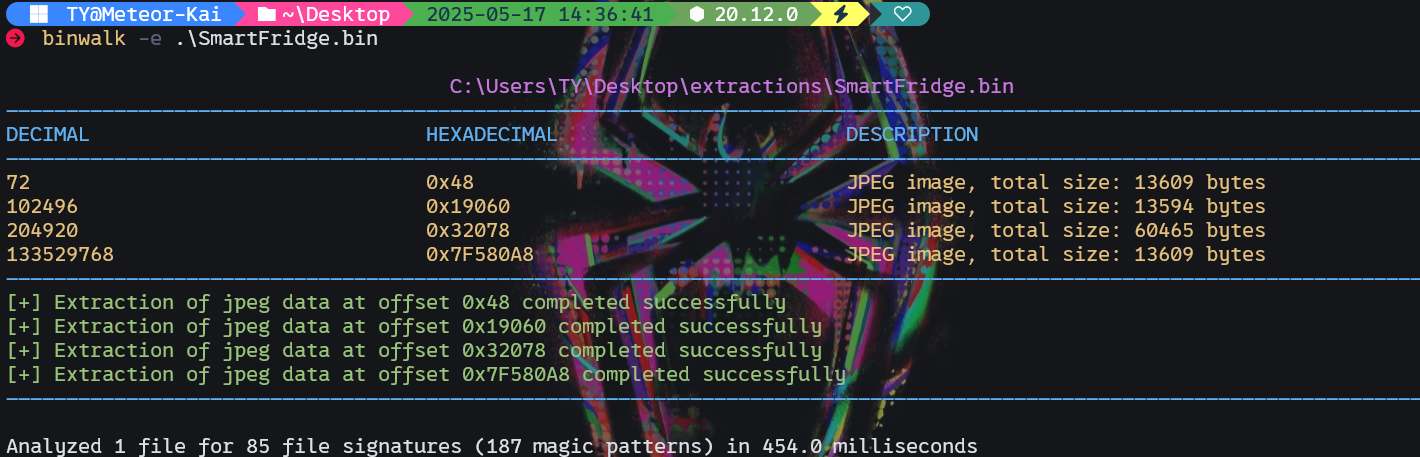 TY@Meteor-Kai ~\Desktop 2025-05-17 14:36:41 20.12.0
binwalk -e .\SmartFridge.bin
C:\Users\TY\Desktop\extractions\SmartFridge.bin
DECIMAL HEXADECIMAL DESCRIPTION
72 0x48 JPEG image, total size: 13609 bytes
102496 0x19060 JPEG image, total size: 13594 bytes
204920 0x32078 JPEG image, total size: 60465 bytes
133529768 0x7F580A8 JPEG image, total size: 13609 bytes
[+] Extraction of jpeg data at offset 0x48 completed successfully
[+] Extraction of jpeg data at offset 0x19060 completed successfully
[+] Extraction of jpeg data at offset 0x32078 completed successfully
[+] Extraction of jpeg data at offset 0x7F580A8 completed successfully
Analyzed 1 file for 85 file signatures (187 magic patterns) in 454.0 milliseconds